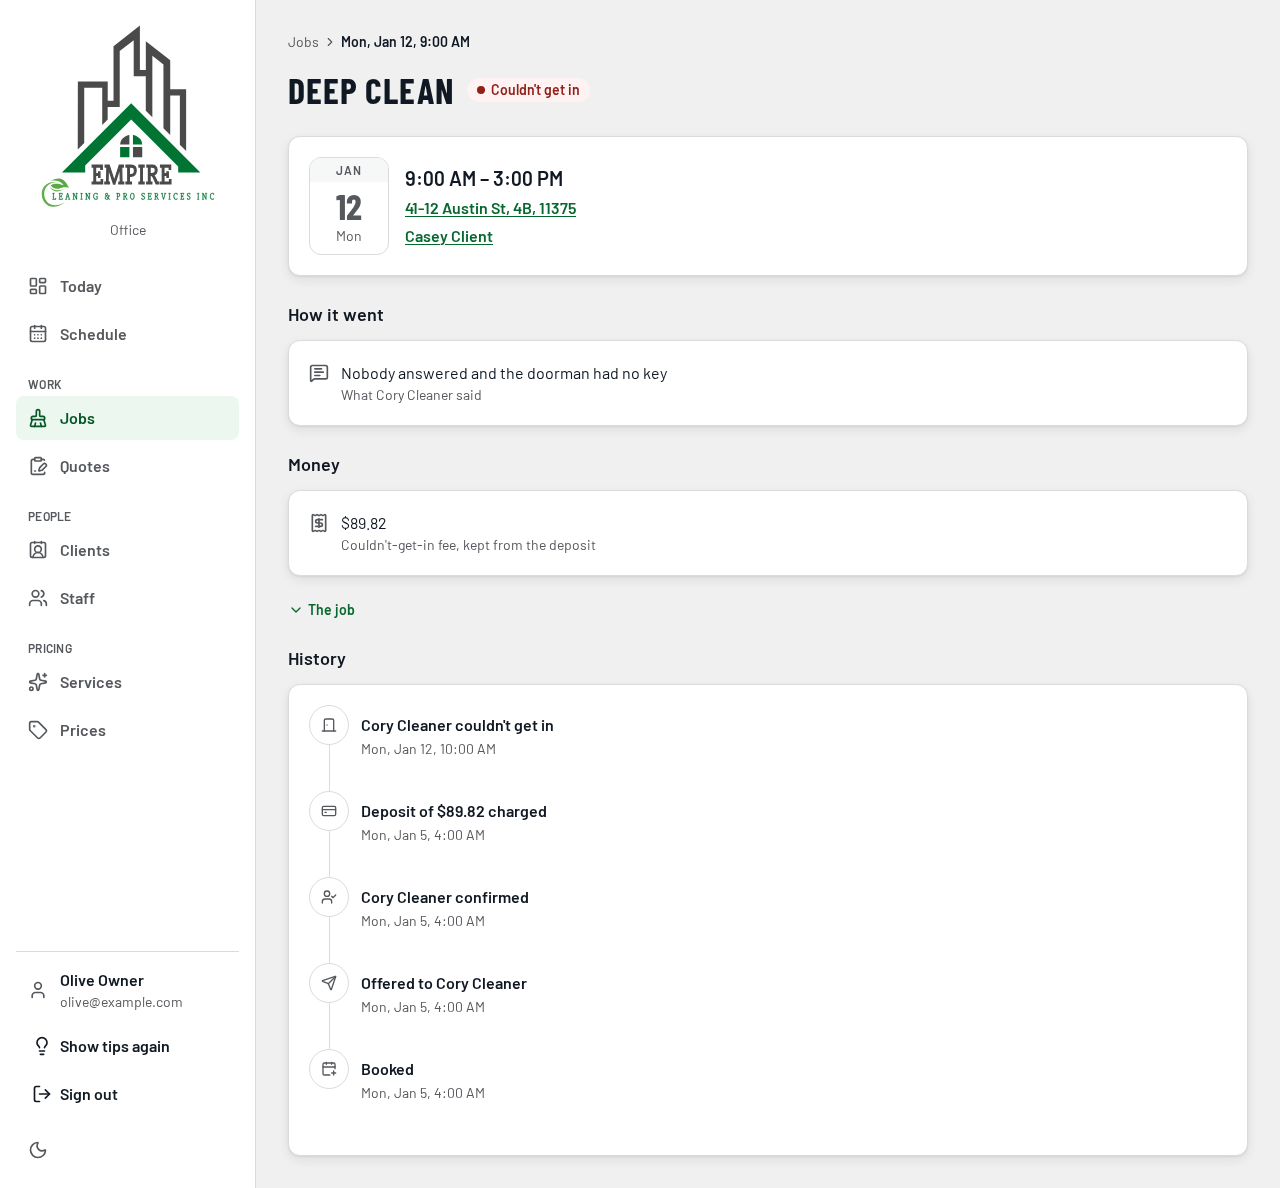 EMPIRE
LEANING & PRO SERVICES INC
Office
Today
Schedule
WORK
Jobs
Quotes
PEOPLE
Clients
Staff
PRICING
Services
Prices
Olive Owner
olive@example.com
Show tips again
Sign out
Jobs
Mon, Jan 12, 9:00 AM
DEEP CLEAN
Couldn't get in
JAN
12
Mon
9:00 AM – 3:00 PM
41-12 Austin St, 4B, 11375
Casey Client
How it went
Nobody answered and the doorman had no key
What Cory Cleaner said
Money
$89.82
Couldn't-get-in fee, kept from the deposit
The job
History
Cory Cleaner couldn't get in
Mon, Jan 12, 10:00 AM
Deposit of $89.82 charged
Mon, Jan 5, 4:00 AM
Cory Cleaner confirmed
Mon, Jan 5, 4:00 AM
Offered to Cory Cleaner
Mon, Jan 5, 4:00 AM
Booked
Mon, Jan 5, 4:00 AM